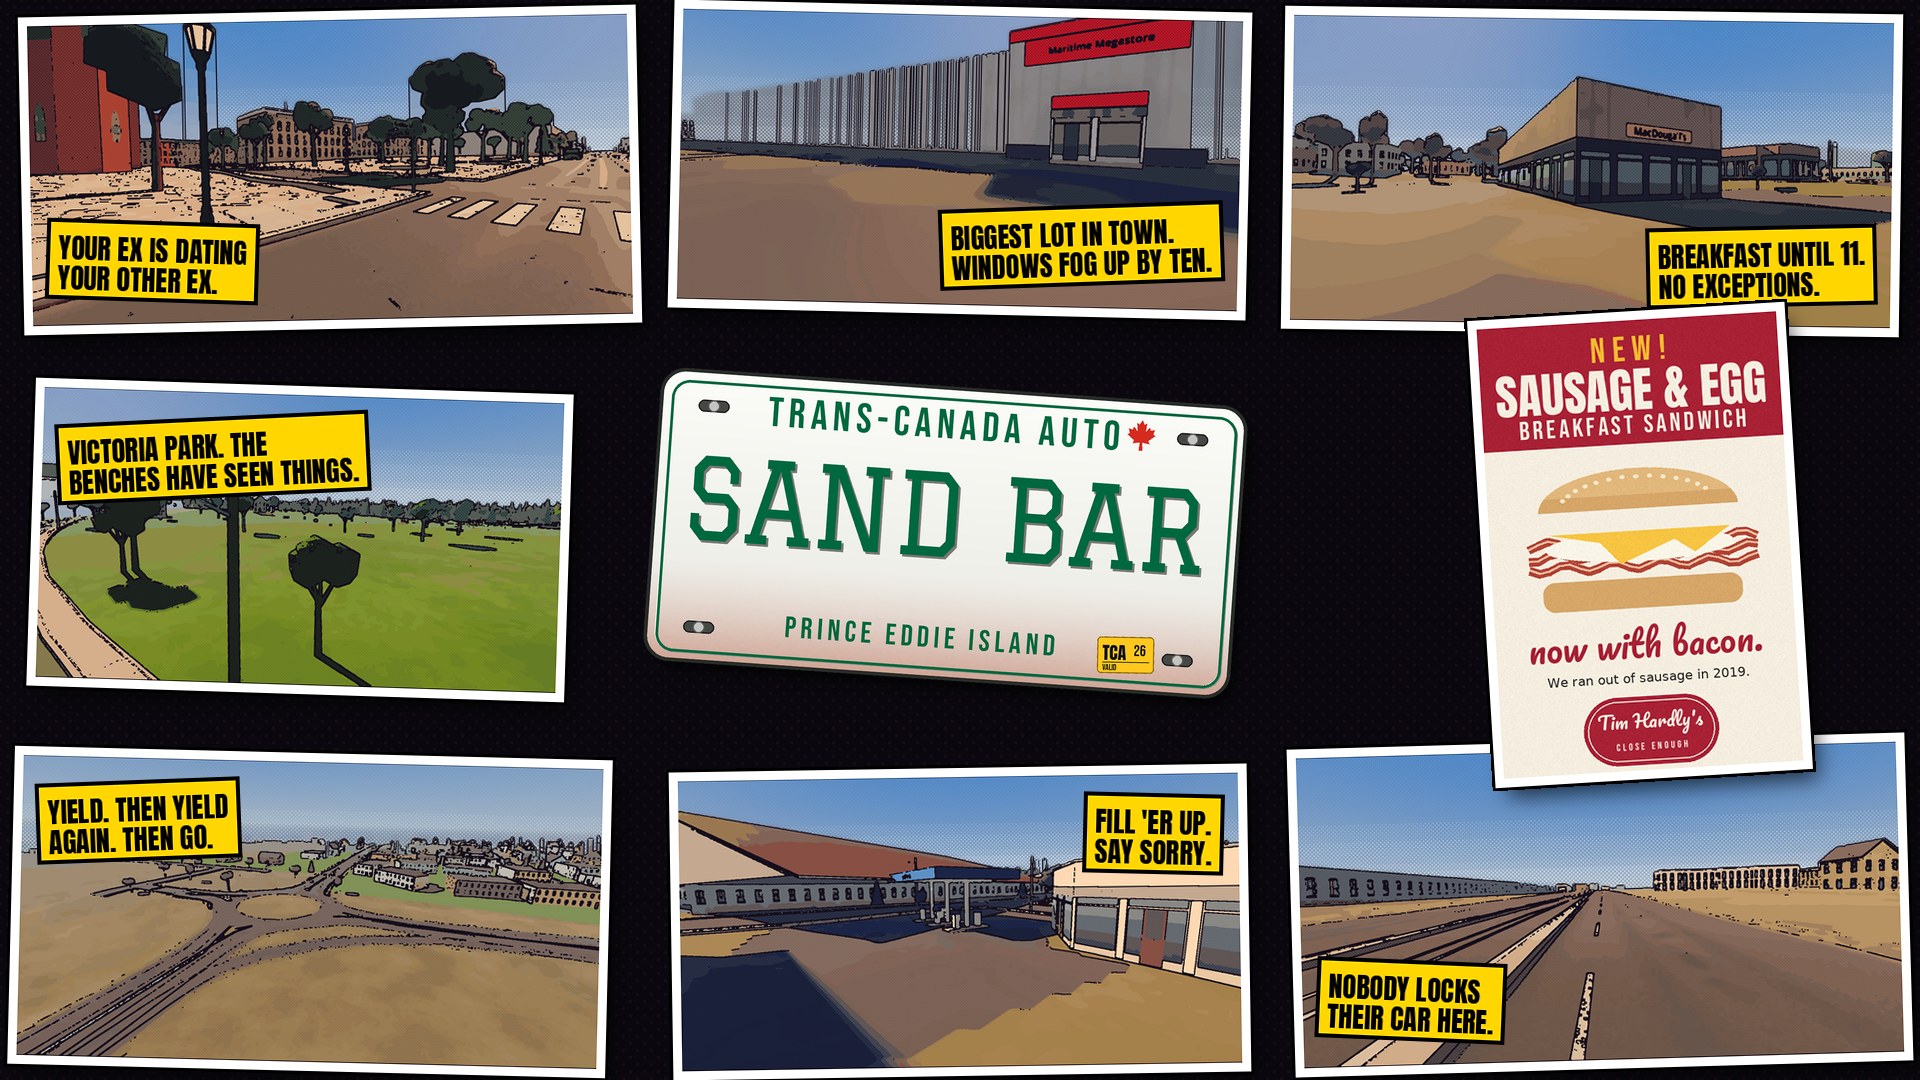 YOUR EX IS DATING
YOUR OTHER EX.
Maritime Megastore
BIGGEST LOT IN TOWN.
WINDOWS FOG UP BY TEN.
MacDougal's
BREAKFAST UNTIL 11.
NO EXCEPTIONS.
VICTORIA PARK. THE
BENCHES HAVE SEEN THINGS.
TRANS-CANADA AUTO
SAND BAR
PRINCE EDDIE ISLAND
TCA 26
VALID
NEW!
SAUSAGE & EGG
BREAKFAST SANDWICH
now with bacon.
We ran out of sausage in 2019.
Tim Hardly's
CLOSE ENOUGH
YIELD. THEN YIELD
AGAIN. THEN GO.
FILL 'ER UP.
SAY SORRY.
NOBODY LOCKS
THEIR CAR HERE.